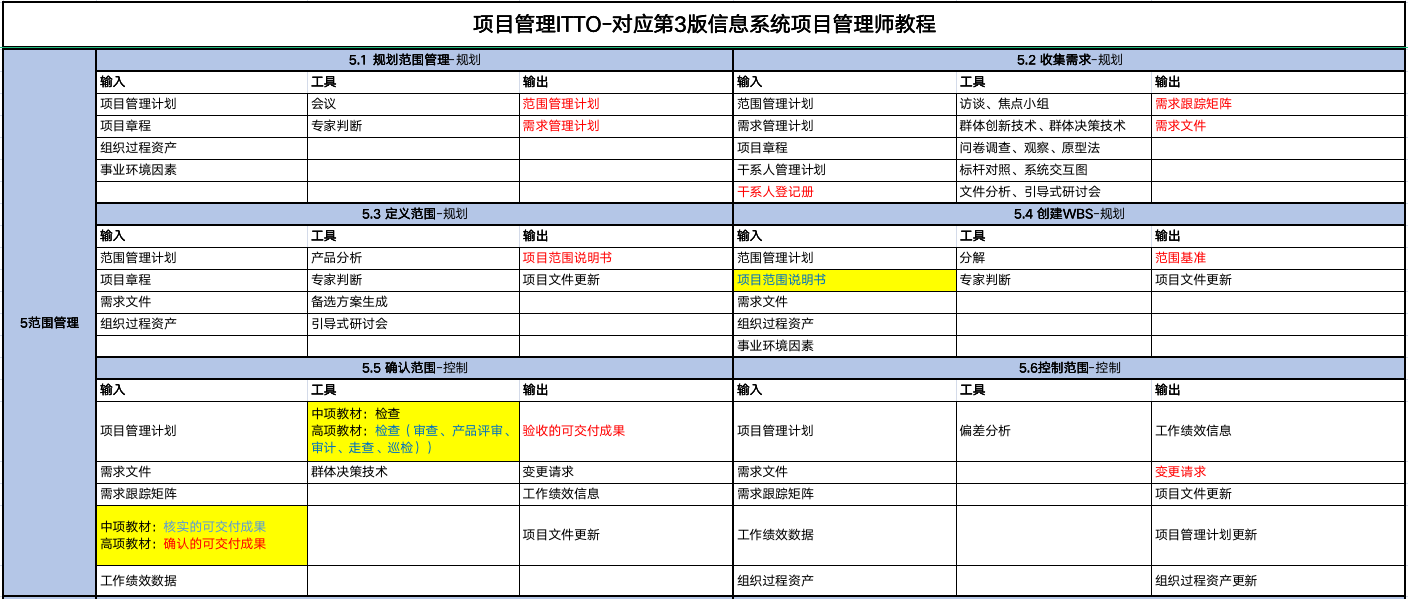 项目管理ITTO-对应第3版信息系统项目管理师教程
5范围管理
5.1 规划范围管理-规划
输入 工具 输出
项目管理计划 会议 范围管理计划
项目章程 专家判断 需求管理计划
组织过程资产
事业环境因素
5.2 收集需求-规划
输入 工具 输出
范围管理计划 访谈、焦点小组 需求跟踪矩阵
需求管理计划 群体创新技术、群体决策技术 需求文件
项目章程 问卷调查、观察、原型法
干系人管理计划 标杆对照、系统交互图
干系人登记册 文件分析、引导式研讨会
5.3 定义范围-规划
输入 工具 输出
范围管理计划 产品分析 项目范围说明书
项目章程 专家判断 项目文件更新
需求文件 备选方案生成
组织过程资产 引导式研讨会
5.4 创建WBS-规划
输入 工具 输出
范围管理计划 分解 范围基准
项目范围说明书 专家判断 项目文件更新
需求文件
组织过程资产
事业环境因素
5.5 确认范围-控制
输入 工具 输出
项目管理计划 中项教材：检查
高项教材：检查（审查、产品评审、
审计、走查、巡检））
验收的可交付成果
需求文件 群体决策技术 变更请求
需求跟踪矩阵 工作绩效信息
中项教材：核实的可交付成果
高项教材：确认的可交付成果
项目文件更新
工作绩效数据
5.6控制范围-控制
输入 工具 输出
项目管理计划 偏差分析 工作绩效信息
需求文件 变更请求
需求跟踪矩阵 项目文件更新
工作绩效数据 项目管理计划更新
组织过程资产 组织过程资产更新